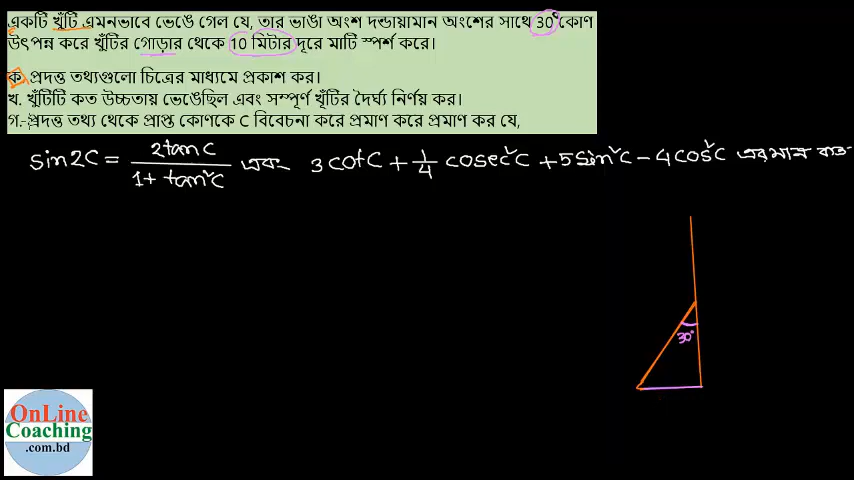 একটি খুঁটি এমনভাবে ভেঙে গেল যে, তার ভাঙা অংশ দন্ডায়ামান অংশের সাথে 30° কোণ
উৎপন্ন করে খুঁটির গোড়ার থেকে 10 মিটার দূরে মাটি স্পর্শ করে।
ক. প্রদত্ত তথ্যগুলো চিত্রের মাধ্যমে প্রকাশ কর।
খ. খুঁটিটি কত উচ্চতায় ভেঙেছিল এবং সম্পূর্ণ খুঁটির দৈর্ঘ্য নির্ণয় কর।
গ. প্রদত্ত তথ্য থেকে প্রাপ্ত কোণকে C বিবেচনা করে প্রমাণ করে প্রমাণ কর যে,
sin2C = 2tanC / 1 + tan²C এবং 3cotC + 1/4 cosec²C + 5sin²C - 4cos²C এর মান কত
30°
OnLine
Coaching
.com.bd